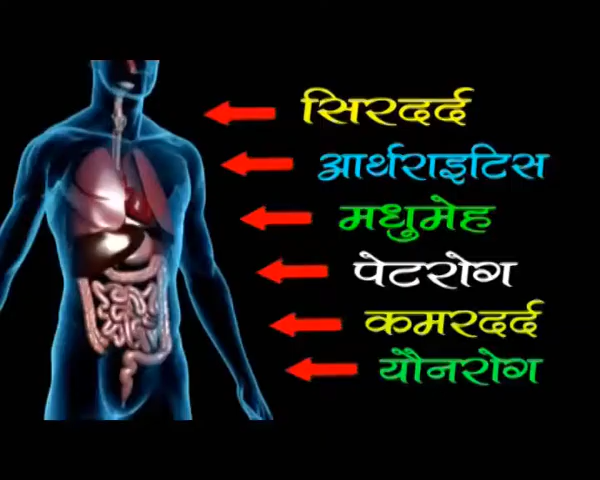 सिरदर्द
आर्थराइटिस
मधुमेह
पेटरोग
कमरदर्द
यौनरोग